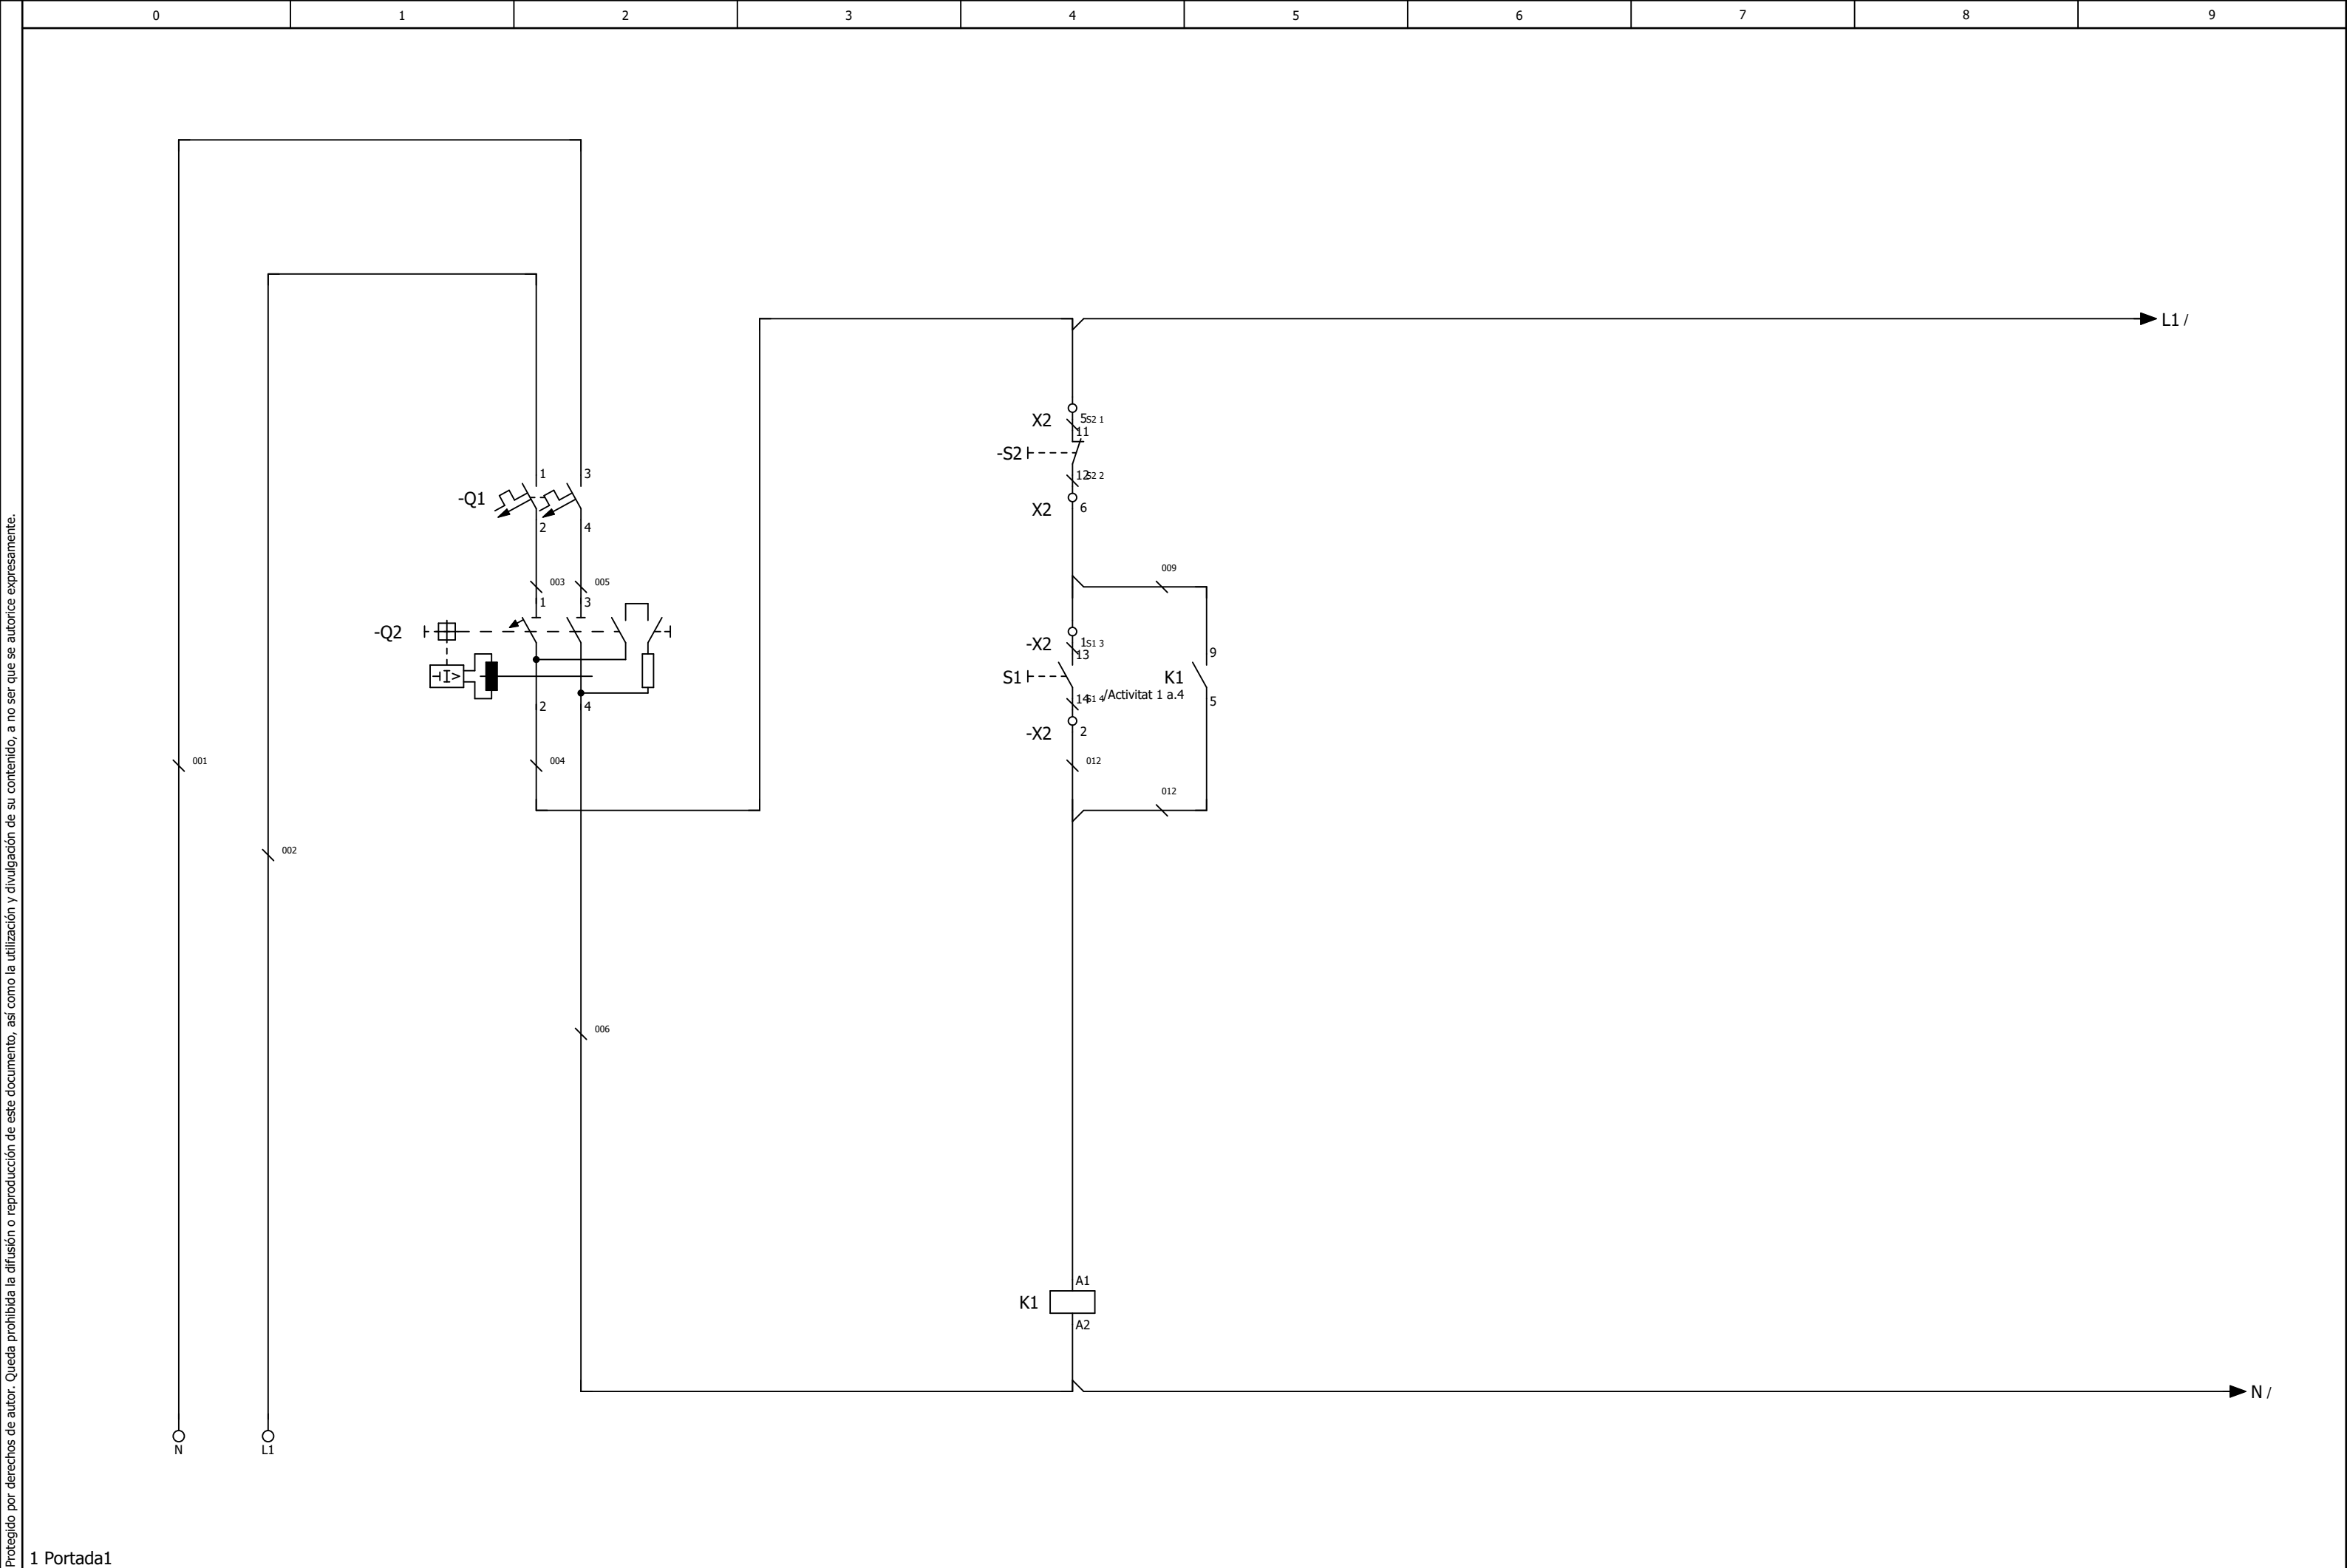 0 1 2 3 4 5 6 7 8 9
L1 /
X2 5 S2 1
11
-S2
12 S2 2
X2 6
1 3
-Q1
2 4
003 005 009
1 3
-Q2
-X2 1 S1 3
13
9
I>
S1 K1
14 S1 4 /Activitat 1 a.4
5
2 4
-X2 2
001 004 012
012
002
006
A1
K1
A2
N /
N L1
Protegido por derechos de autor. Queda prohibida la difusión o reproducción de este documento, así como la utilización y divulgación de su contenido, a no ser que se autorice expresamente.
1 Portada1